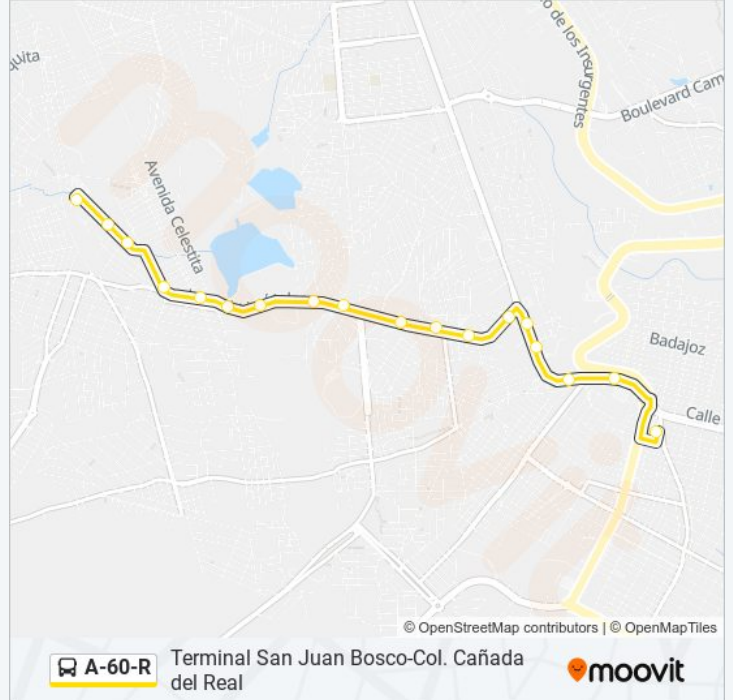 o de los Insurgentes
quita
Boulevard Cam
Avenida Celestita
Badajoz
Calle
moovit
© OpenStreetMap contributors | © OpenMapTiles
A-60-R
Terminal San Juan Bosco-Col. Cañada
del Real
moovit